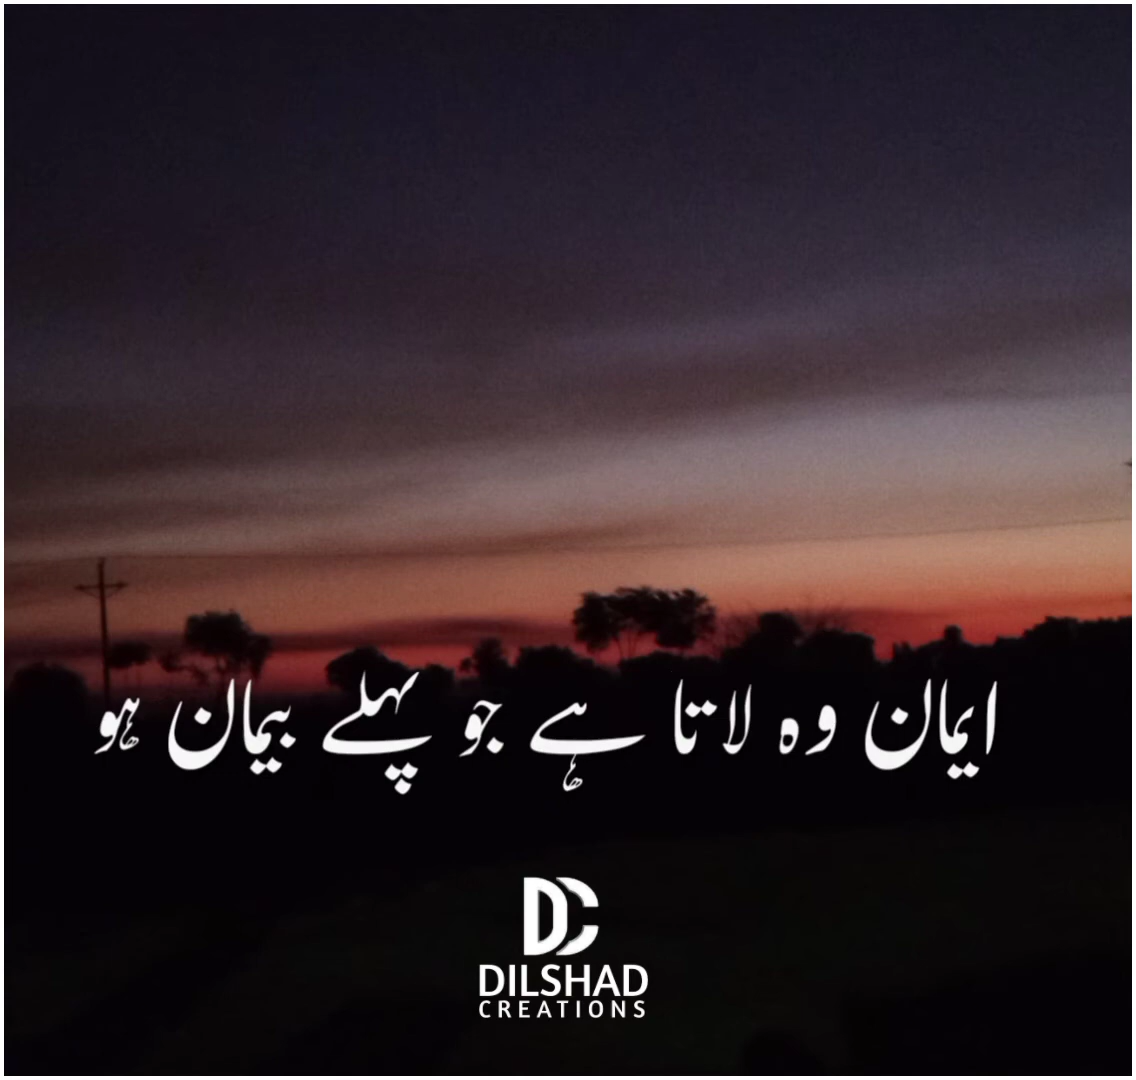 ایمان وہ لاتا ہے جو پہلے بیمان ہو
DC
DILSHAD
CREATIONS